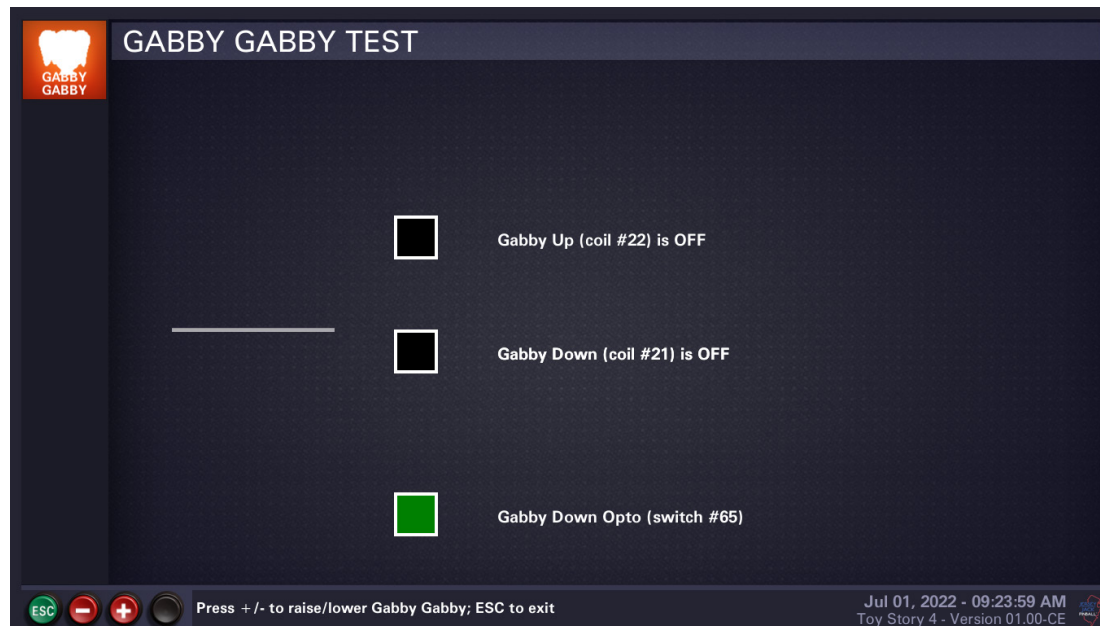 GABBY GABBY TEST
GABBY
GABBY
Gabby Up (coil #22) is OFF
Gabby Down (coil #21) is OFF
Gabby Down Opto (switch #65)
ESC
Press +/- to raise/lower Gabby Gabby; ESC to exit
Jul 01, 2022 - 09:23:59 AM
Toy Story 4 - Version 01.00-CE